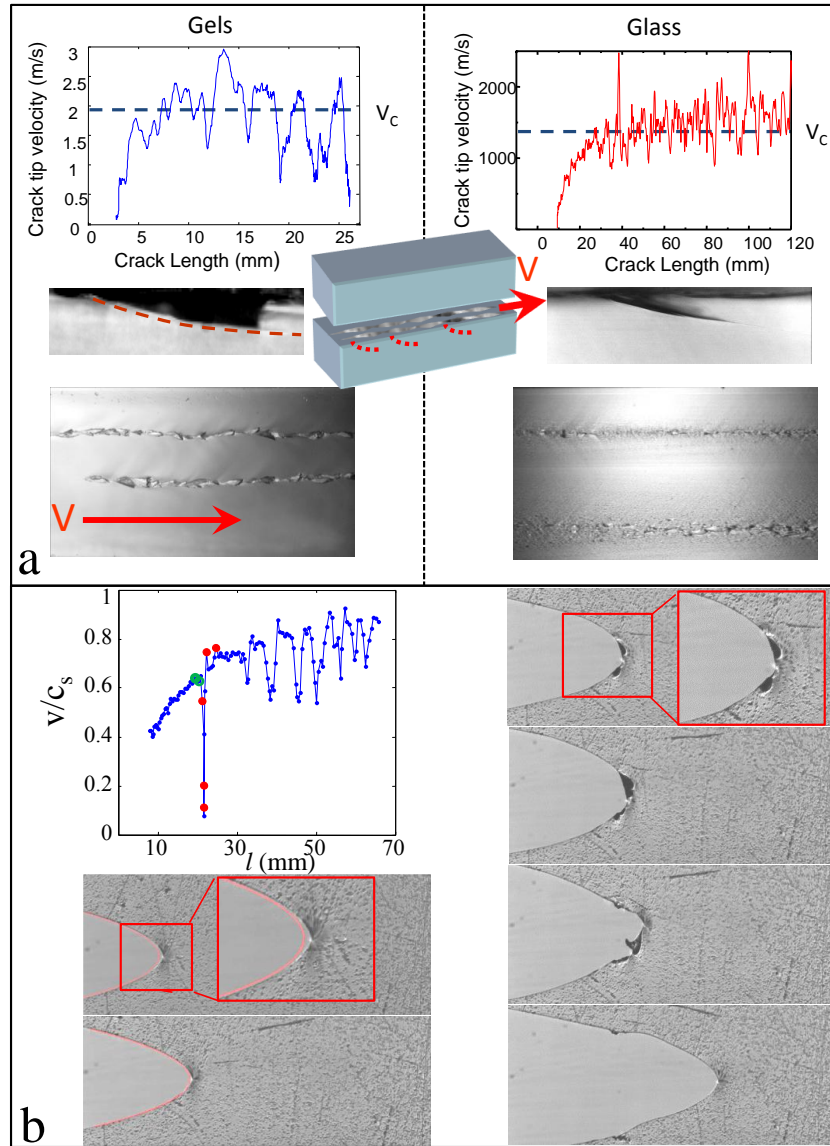 Gels
Crack tip velocity (m/s)
3
2.5
2
1.5
1
0.5
0
0 5 10 15 20 25
Crack Length (mm)
V_C
Glass
Crack tip velocity (m/s)
2000
1000
0 20 40 60 80 100 120
Crack Length (mm)
V_C
V
V
a
v/c_s
1
0.8
0.6
0.4
0.2
0
10 30 50 70
l (mm)
b